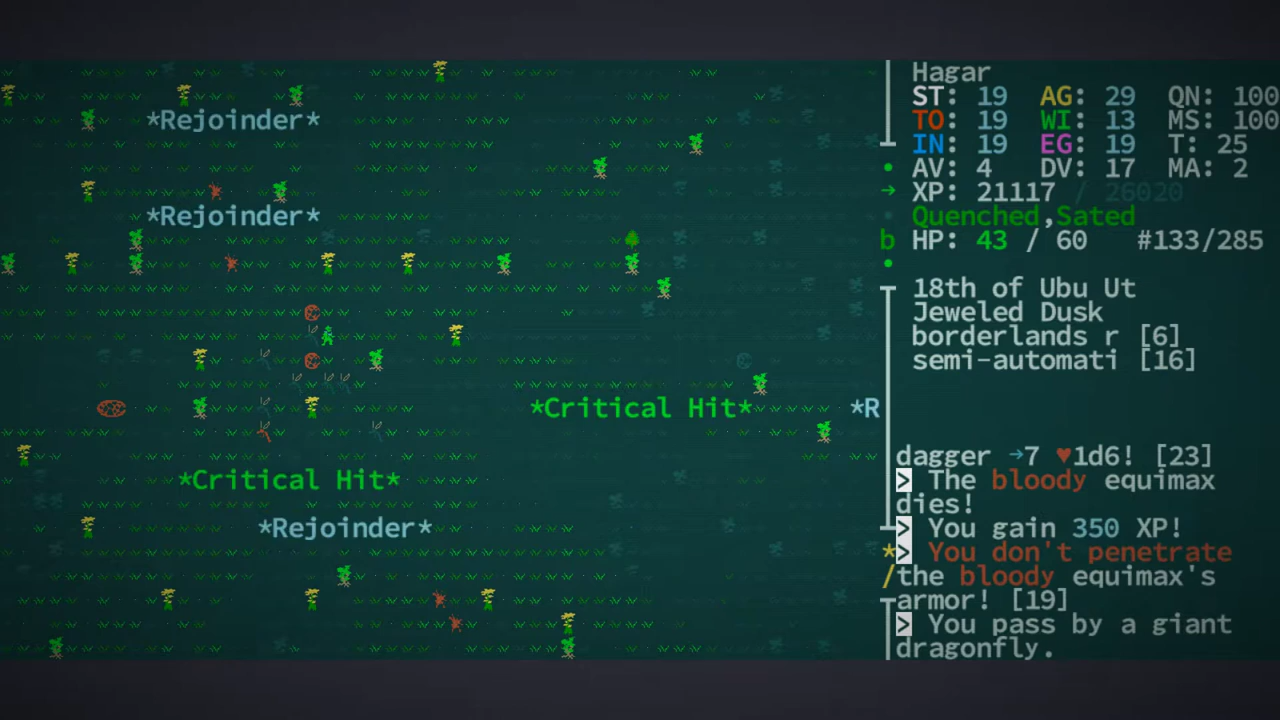 *Rejoinder*
*Rejoinder*
*Critical Hit*
*R
*Critical Hit*
*Rejoinder*
Hagar
ST: 19 AG: 29 QN: 100
TO: 19 WI: 13 MS: 100
IN: 19 EG: 19 T: 25
AV: 4 DV: 17 MA: 2
XP: 21117 / 26020
Quenched,Sated
b HP: 43 / 60 #133/285
18th of Ubu Ut
Jeweled Dusk
borderlands r [6]
semi-automati [16]
dagger →7 ♥1d6! [23]
> The bloody equimax
dies!
> You gain 350 XP!
*> You don't penetrate
/the bloody equimax's
armor! [19]
> You pass by a giant
dragonfly.